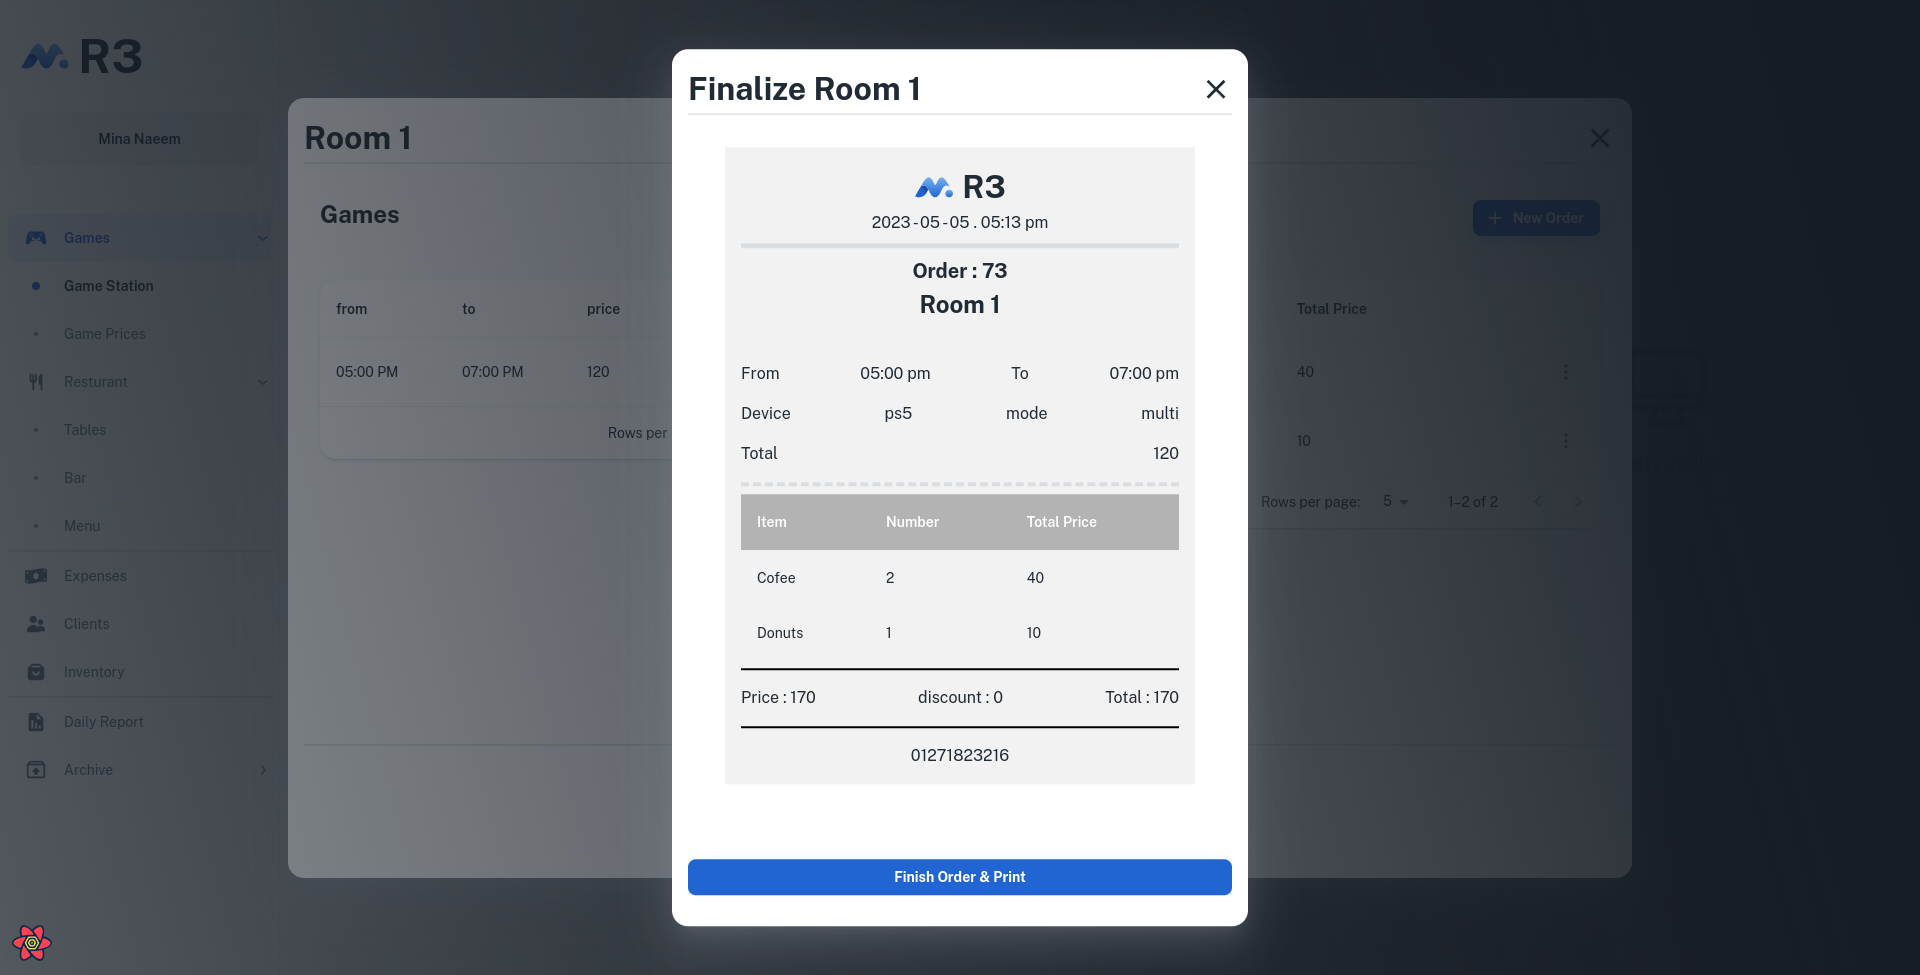 R3
Mina Naeem
Games
Game Station
Game Prices
Resturant
Tables
Bar
Menu
Expenses
Clients
Inventory
Daily Report
Archive
Room 1
Games
New Order
from to price
05:00 PM 07:00 PM 120
Rows per
Total Price
40
10
Rows per page: 5 1–2 of 2
Finalize Room 1
R3
2023-05-05 . 05:13 pm
Order : 73
Room 1
From 05:00 pm To 07:00 pm
Device ps5 mode multi
Total 120
Item Number Total Price
Cofee 2 40
Donuts 1 10
Price : 170 discount : 0 Total : 170
01271823216
Finish Order & Print